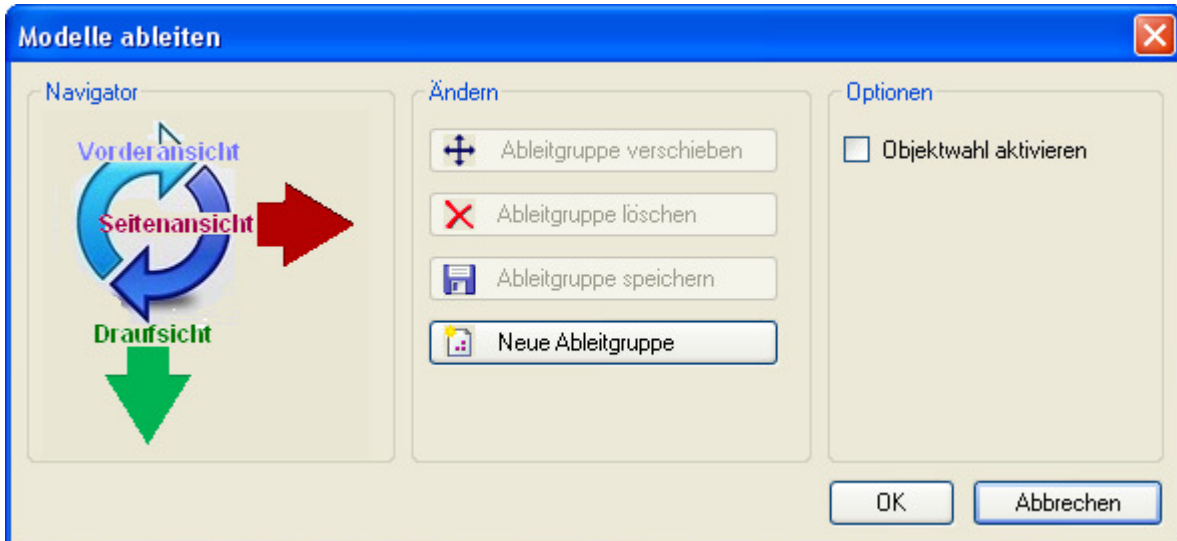 Modelle ableiten
Navigator
Vorderansicht
Seitenansicht
Draufsicht
Ändern
Ableitgruppe verschieben
Ableitgruppe löschen
Ableitgruppe speichern
Neue Ableitgruppe
Optionen
Objektwahl aktivieren
OK
Abbrechen